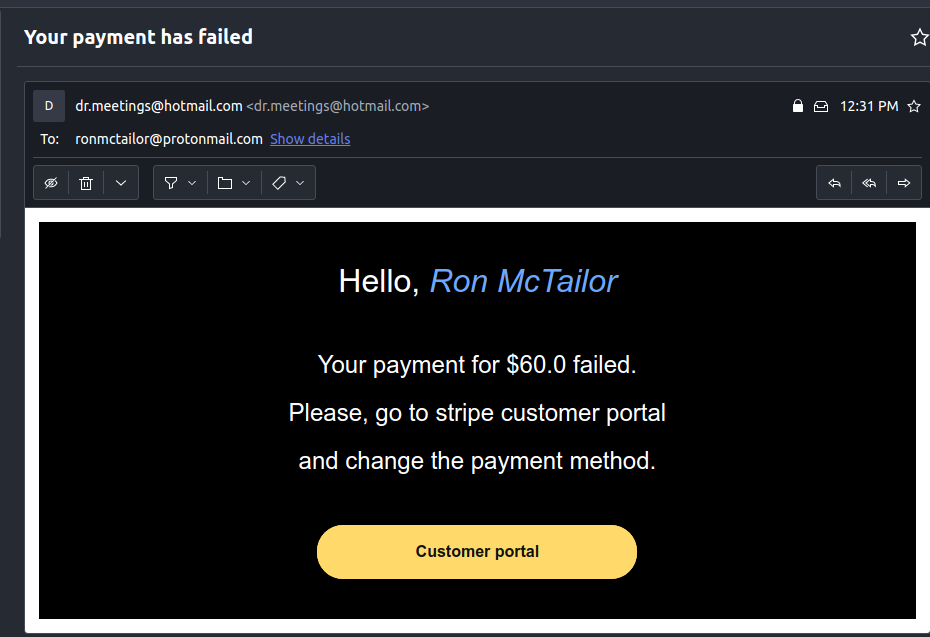 Your payment has failed
D
dr.meetings@hotmail.com <dr.meetings@hotmail.com>
12:31 PM
To: ronmctailor@protonmail.com Show details
Hello, Ron McTailor
Your payment for $60.0 failed.
Please, go to stripe customer portal
and change the payment method.
Customer portal